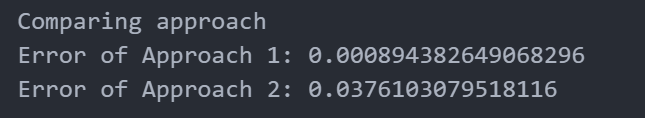 Comparing approach
Error of Approach 1: 0.000894382649068296
Error of Approach 2: 0.0376103079518116